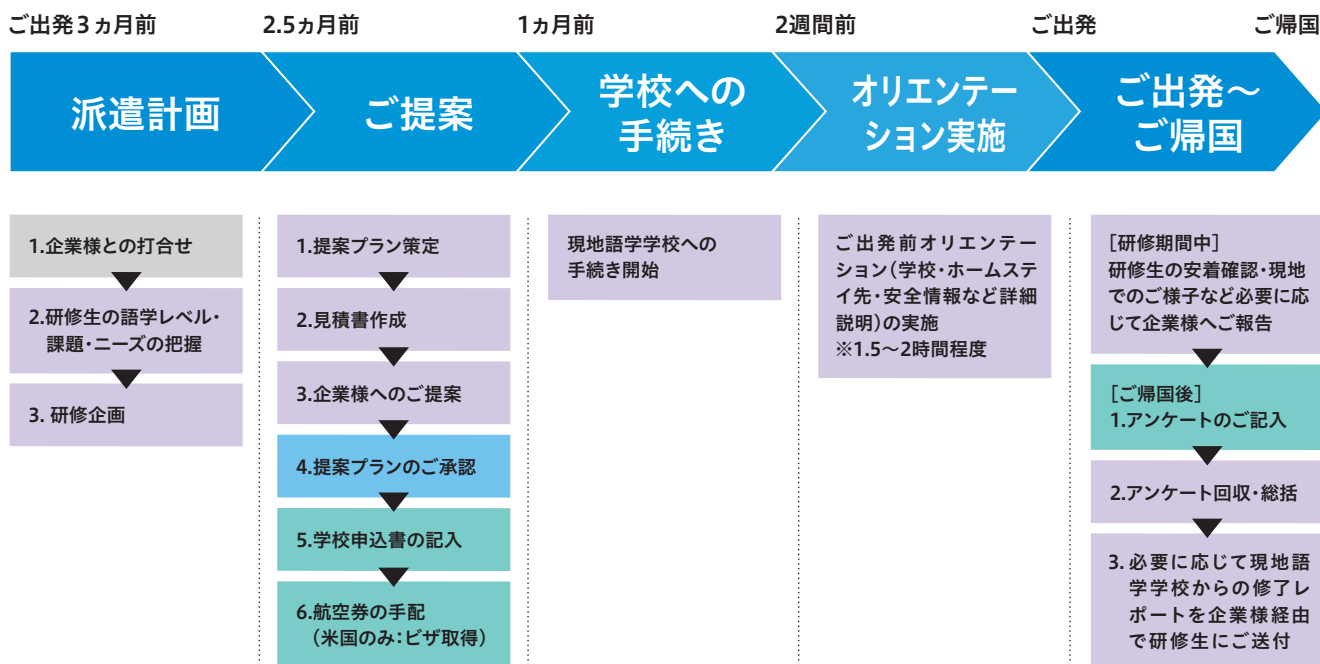 ご出発3ヵ月前
2.5ヵ月前
1ヵ月前
2週間前
ご出発
ご帰国
派遣計画
ご提案
学校への
手続き
オリエンテー
ション実施
ご出発～
ご帰国
1.企業様との打合せ
2.研修生の語学レベル・
課題・ニーズの把握
3. 研修企画
1.提案プラン策定
2.見積書作成
3.企業様へのご提案
4.提案プランのご承認
5.学校申込書の記入
6.航空券の手配
（米国のみ：ビザ取得）
現地語学学校への
手続き開始
ご出発前オリエンテー
ション（学校・ホームステ
イ先・安全情報など詳細
説明）の実施
※1.5～2時間程度
［研修期間中］
研修生の安着確認・現地
でのご様子など必要に応
じて企業様へご報告
［ご帰国後］
1.アンケートのご記入
2.アンケート回収・総括
3. 必要に応じて現地語
学学校からの修了レ
ポートを企業様経由
で研修生にご送付